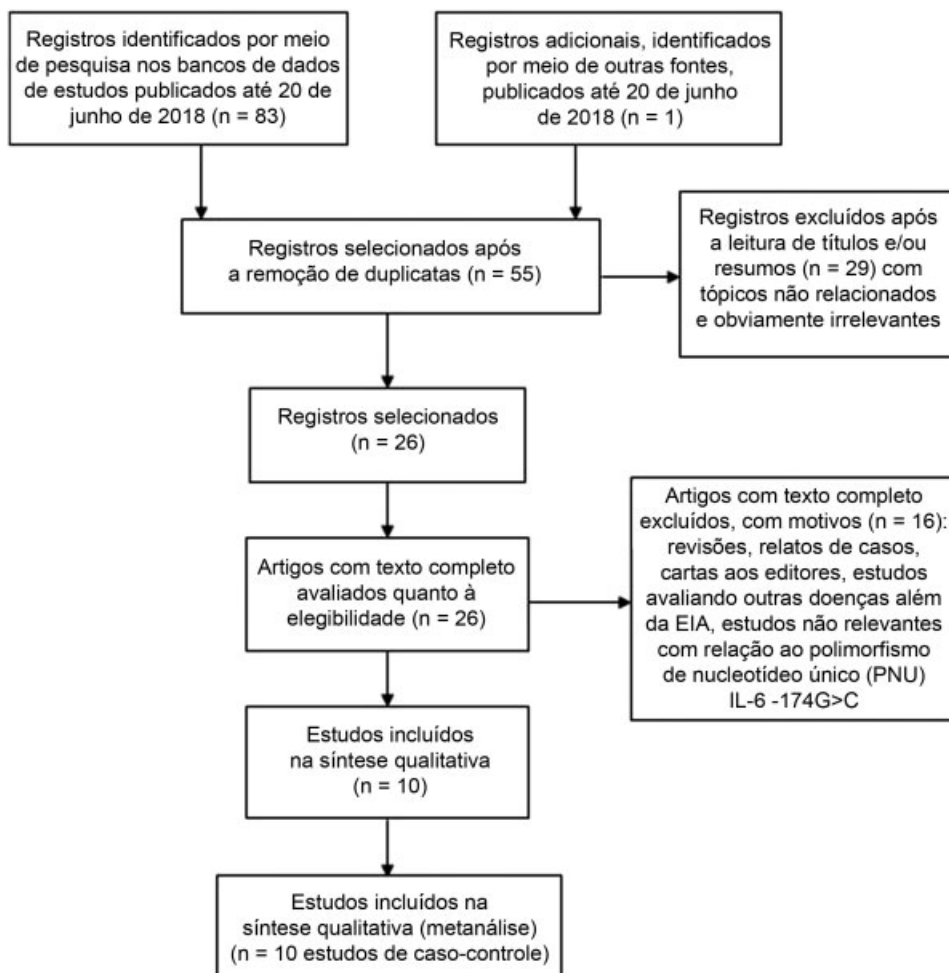 Registros identificados por meio
de pesquisa nos bancos de dados
de estudos publicados até 20 de
junho de 2018 (n = 83)
Registros adicionais, identificados
por meio de outras fontes,
publicados até 20 de junho
de 2018 (n = 1)
Registros selecionados após
a remoção de duplicatas (n = 55)
Registros excluídos após
a leitura de títulos e/ou
resumos (n = 29) com
tópicos não relacionados
e obviamente irrelevantes
Registros selecionados
(n = 26)
Artigos com texto completo
avaliados quanto à
elegibilidade (n = 26)
Artigos com texto completo
excluídos, com motivos (n = 16):
revisões, relatos de casos,
cartas aos editores, estudos
avaliando outras doenças além
da EIA, estudos não relevantes
com relação ao polimorfismo
de nucleotídeo único (PNU)
IL-6 -174G>C
Estudos incluídos
na síntese qualitativa
(n = 10)
Estudos incluídos na
síntese qualitativa (metanálise)
(n = 10 estudos de caso-controle)